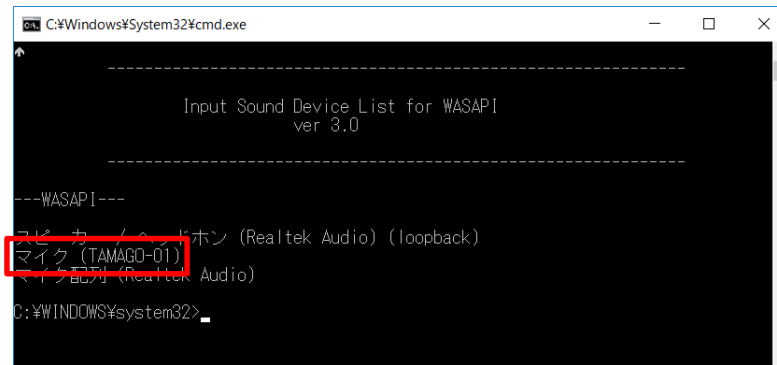 C:¥Windows¥System32¥cmd.exe
------------------------------------------------------------
Input Sound Device List for WASAPI
ver 3.0
------------------------------------------------------------
---WASAPI---
スピーカー / ヘッドホン (Realtek Audio) (loopback)
マイク (TAMAGO-01)
マイク配列 (Realtek Audio)
C:¥WINDOWS¥system32>